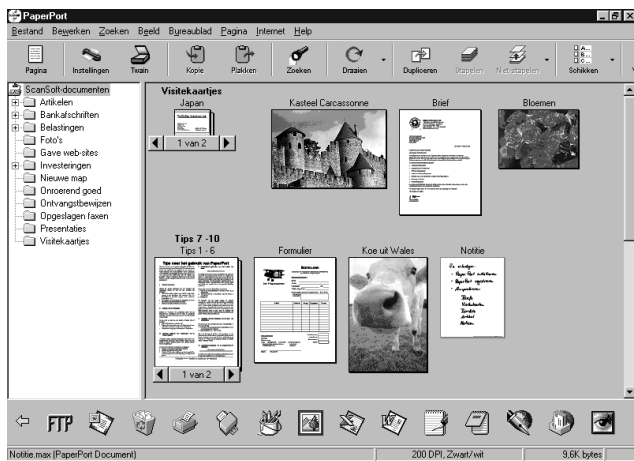 PaperPort
Bestand Bewerken Zoeken Beeld Bureaublad Pagina Internet Help
Pagina Instellingen Twain Kopie Plakken Zoeken Draaien Dupliceren Stapelen Niet-stapelen Schikken
ScanSoft-documenten
Artikelen
Bankafschriften
Belastingen
Foto's
Gave web-sites
Investeringen
Nieuwe map
Onroerend goed
Ontvangstbewijzen
Opgeslagen faxen
Presentaties
Visitekaartjes
Visitekaartjes
Japan Kasteel Carcassonne Brief Bloemen
1 van 2
Tips 7 -10
Tips 1 - 6 Formulier Koe uit Wales Notitie
Tips voor het gebruik van PaperPort
1 van 2
FTP
Notitie.max (PaperPort Document) 200 DPI, Zwart/wit 9,6K bytes